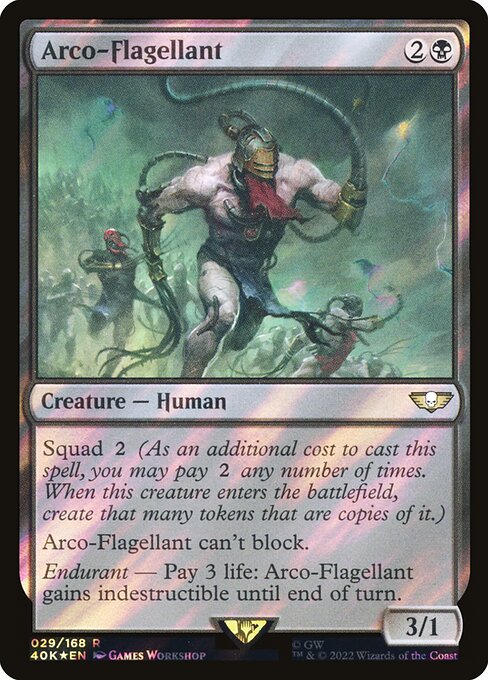 Arco-Flagellant 2
Creature — Human
Squad 2 (As an additional cost to cast this
spell, you may pay 2 any number of times.
When this creature enters the battlefield,
create that many tokens that are copies of it.)
Arco-Flagellant can't block.
Endurant — Pay 3 life: Arco-Flagellant
gains indestructible until end of turn.
3/1
029/168 R
40K★EN GAMES WORKSHOP
© GW
™ & © 2022 Wizards of the Coast